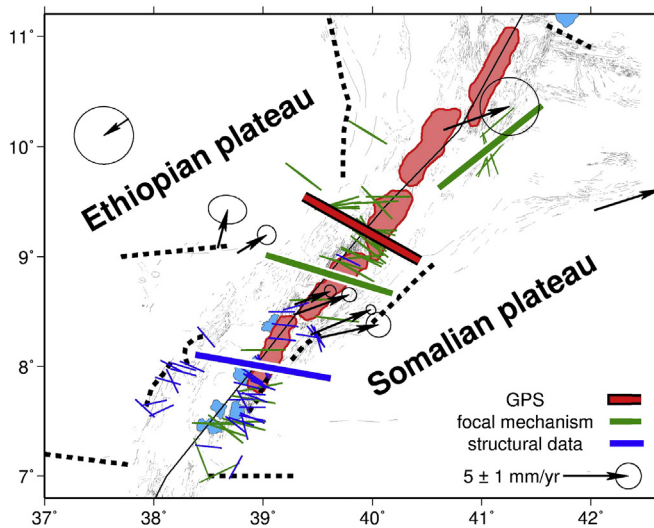 11˚
10˚
9˚
8˚
7˚
37˚ 38˚ 39˚ 40˚ 41˚ 42˚
Ethiopian plateau
Somalian plateau
GPS
focal mechanism
structural data
5 ± 1 mm/yr